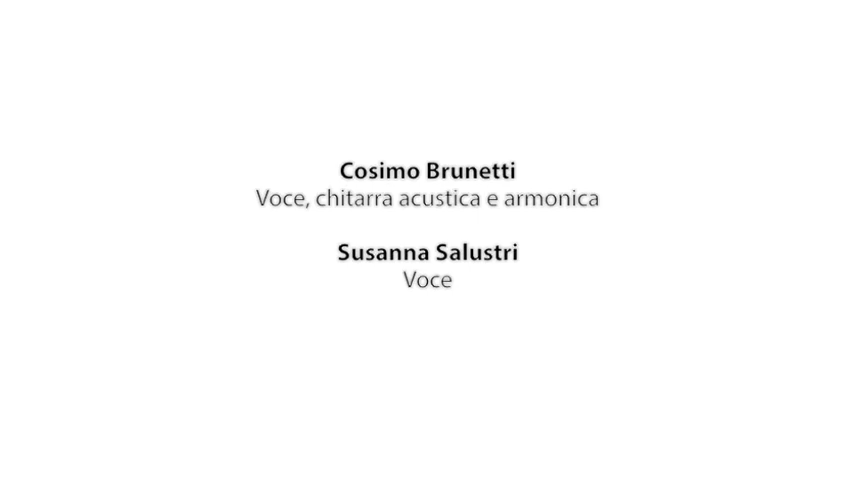 Cosimo Brunetti
Voce, chitarra acustica e armonica
Susanna Salustri
Voce